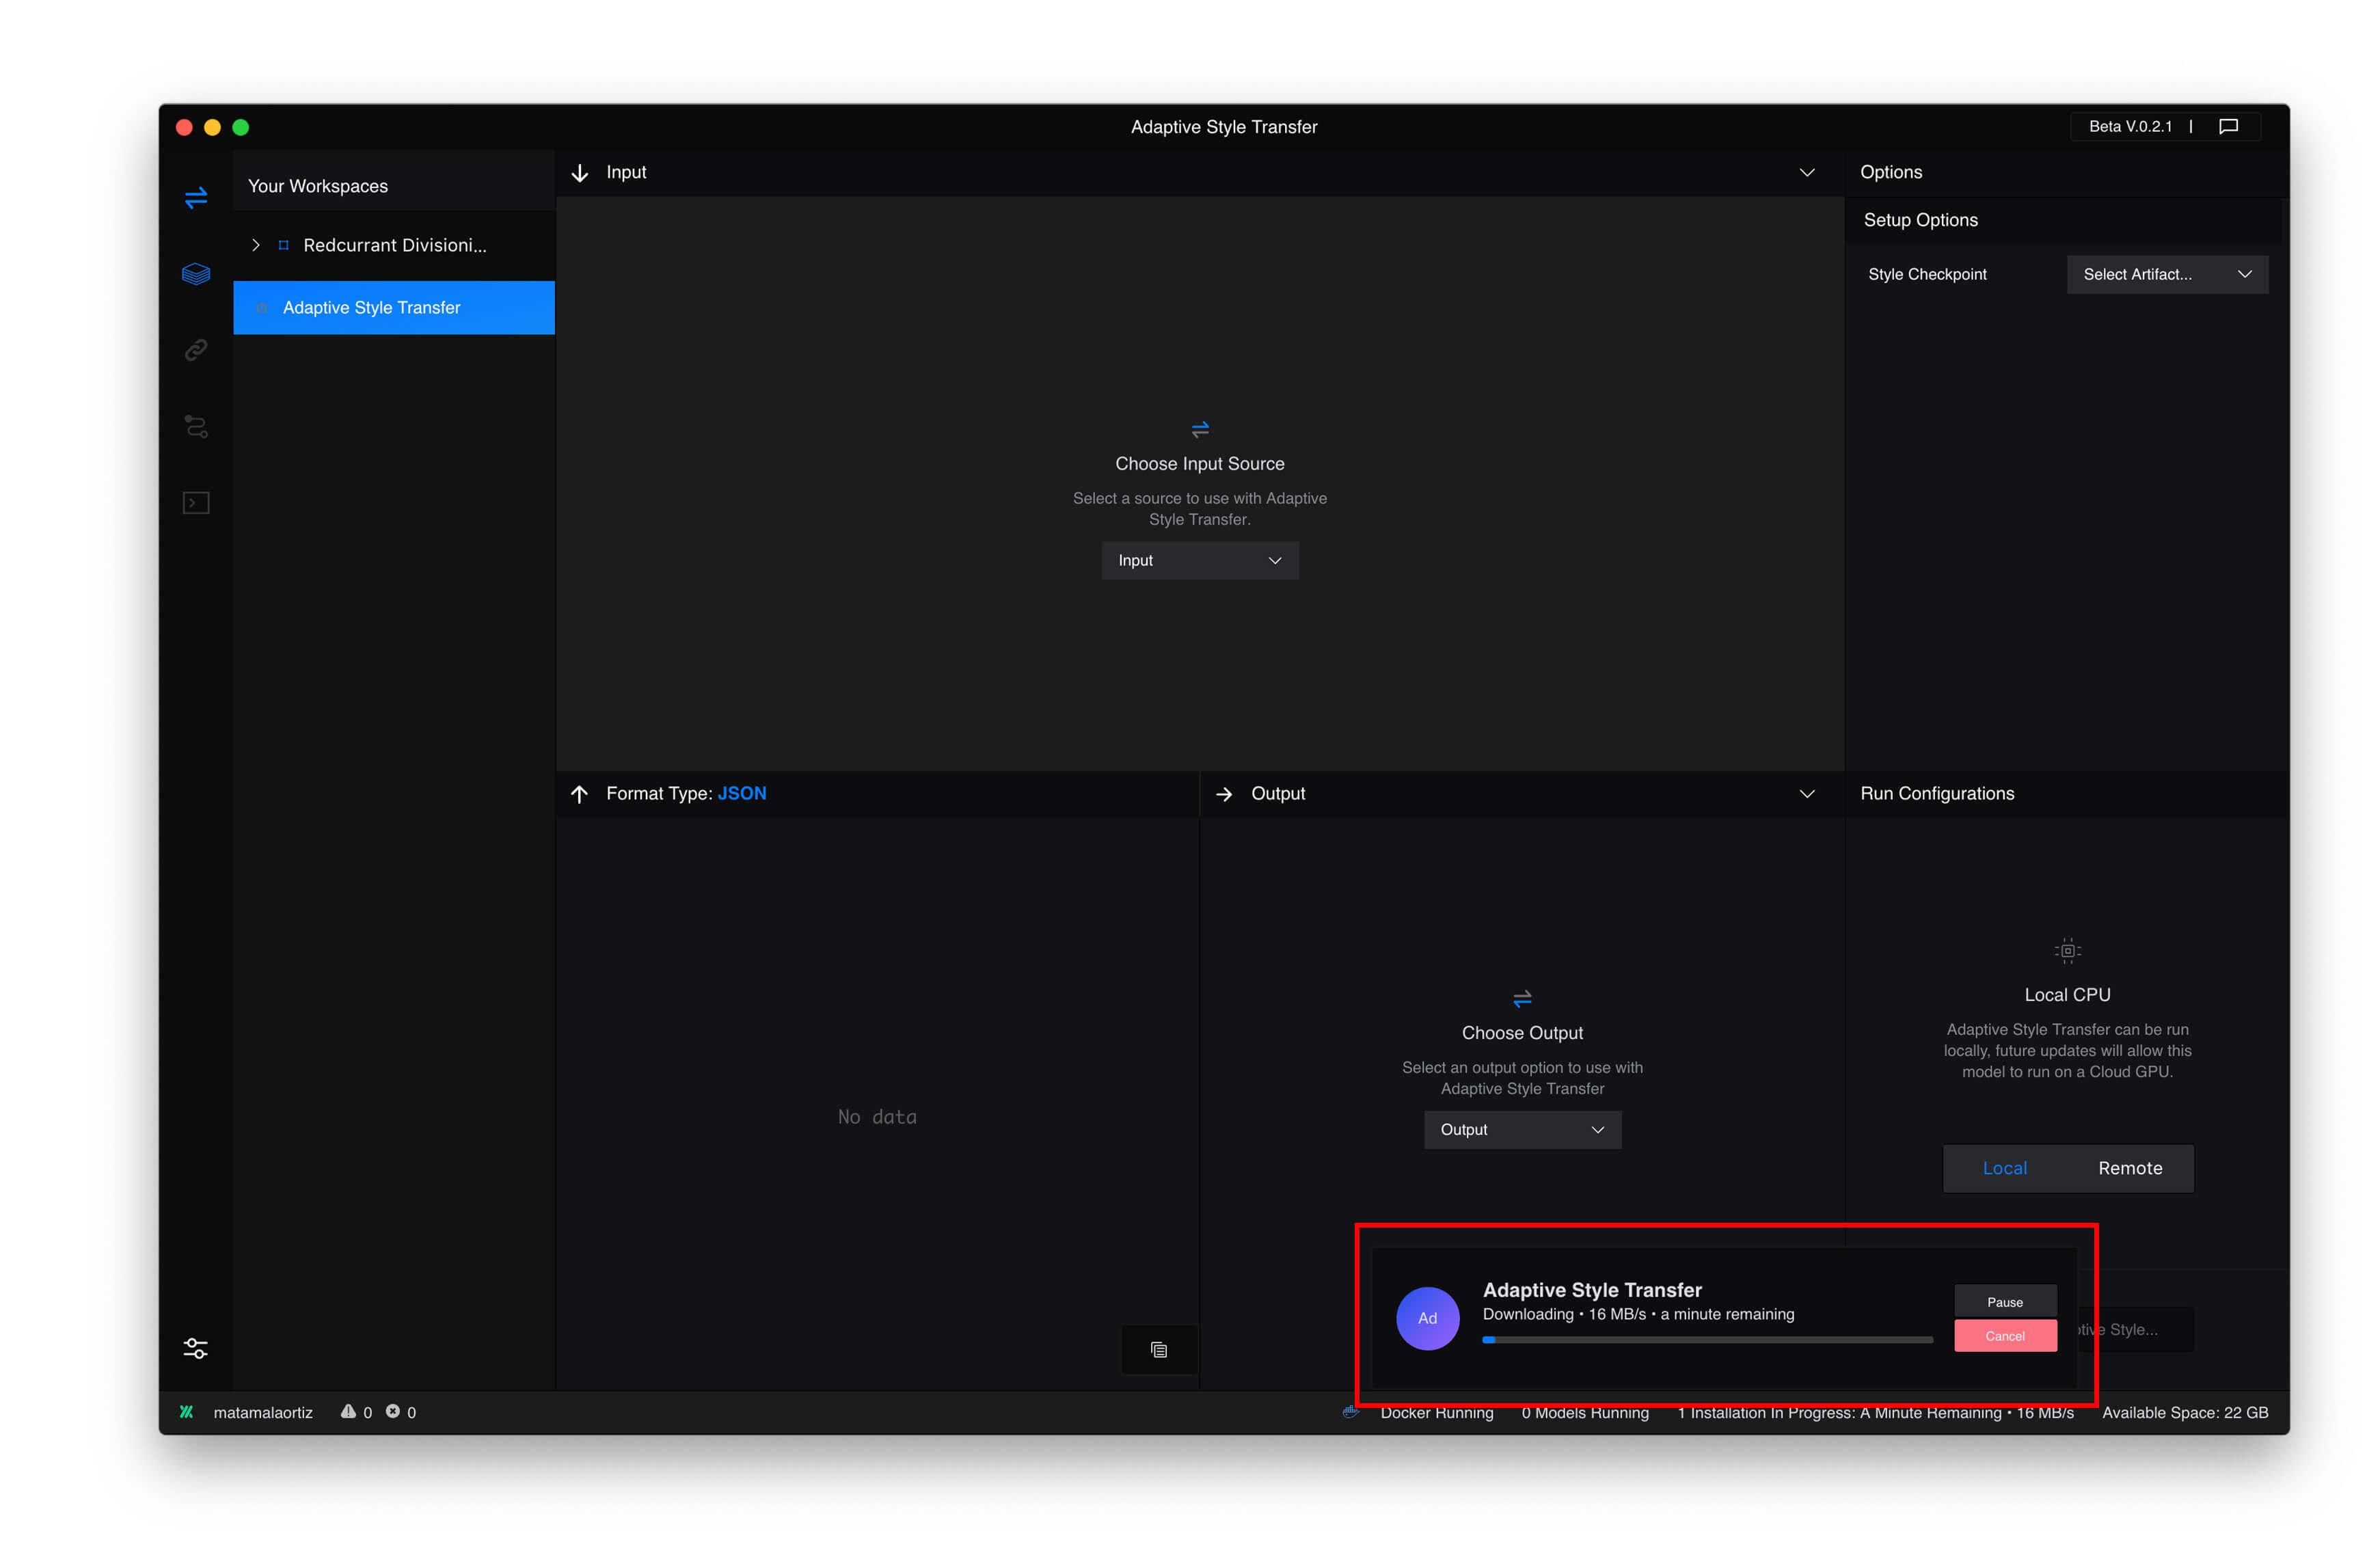 Adaptive Style Transfer
Beta V.0.2.1 |
Your Workspaces
Redcurrant Divisioni...
Adaptive Style Transfer
Input
Choose Input Source
Select a source to use with Adaptive
Style Transfer.
Input
Options
Setup Options
Style Checkpoint
Select Artifact...
Format Type: JSON
No data
Output
Choose Output
Select an output option to use with
Adaptive Style Transfer
Output
Run Configurations
Local CPU
Adaptive Style Transfer can be run
locally, future updates will allow this
model to run on a Cloud GPU.
Local Remote
Ad
Adaptive Style Transfer
Downloading • 16 MB/s • a minute remaining
Pause
Cancel
Style...
matamalaortiz 0 0
Docker Running 0 Models Running 1 Installation In Progress: A Minute Remaining • 16 MB/s Available Space: 22 GB